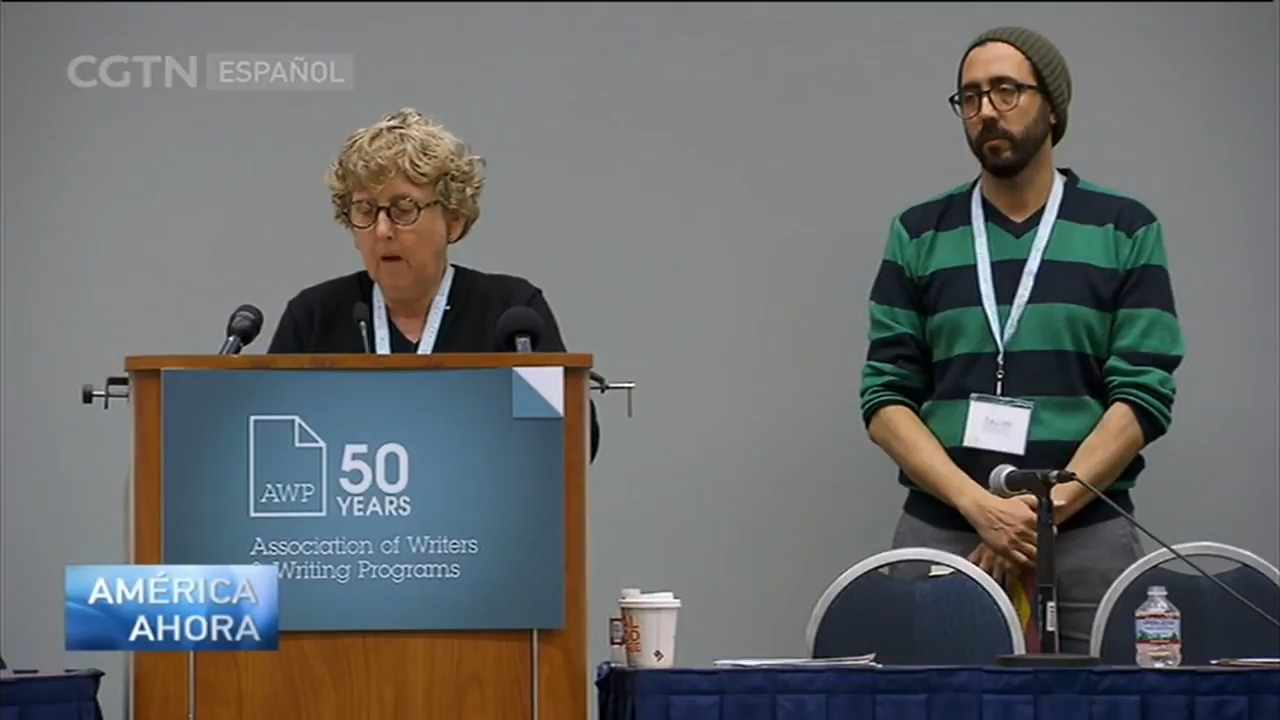 CGTN ESPAÑOL
AWP
50
YEARS
Association of Writers
& Writing Programs
AMÉRICA
AHORA